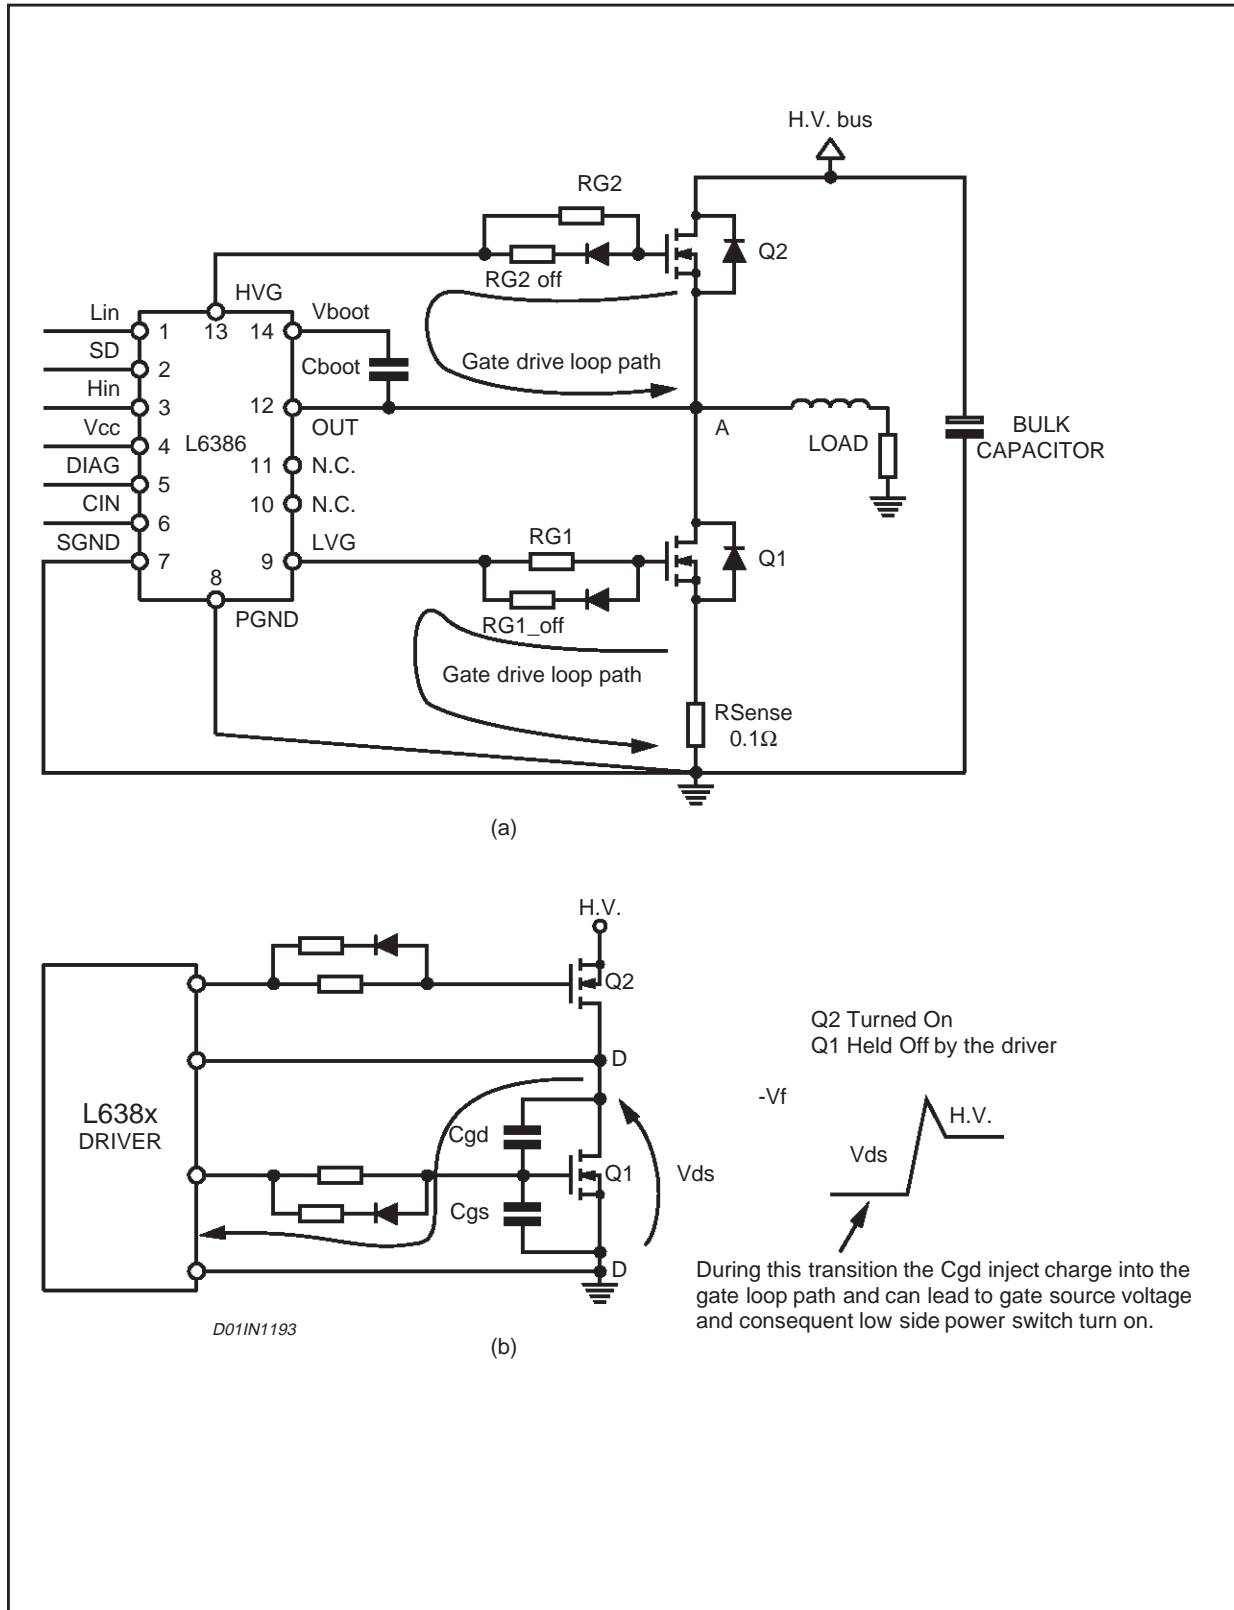 H.V. bus
RG2
Q2
RG2 off
HVG
Lin
Vboot
1
13
14
SD
Cboot
2
Gate drive loop path
Hin
3
12
OUT
A
Vcc
4
L6386
LOAD
BULK
CAPACITOR
DIAG
5
11
N.C.
CIN
6
10
N.C.
SGND
LVG
RG1
7
9
Q1
8
PGND
RG1_off
Gate drive loop path
RSense
0.1Ω
(a)
H.V.
Q2
Q2 Turned On
Q1 Held Off by the driver
D
-Vf
L638x
DRIVER
H.V.
Cgd
Vds
Q1
Vds
Cgs
D
During this transition the Cgd inject charge into the
gate loop path and can lead to gate source voltage
and consequent low side power switch turn on.
D01IN1193
(b)